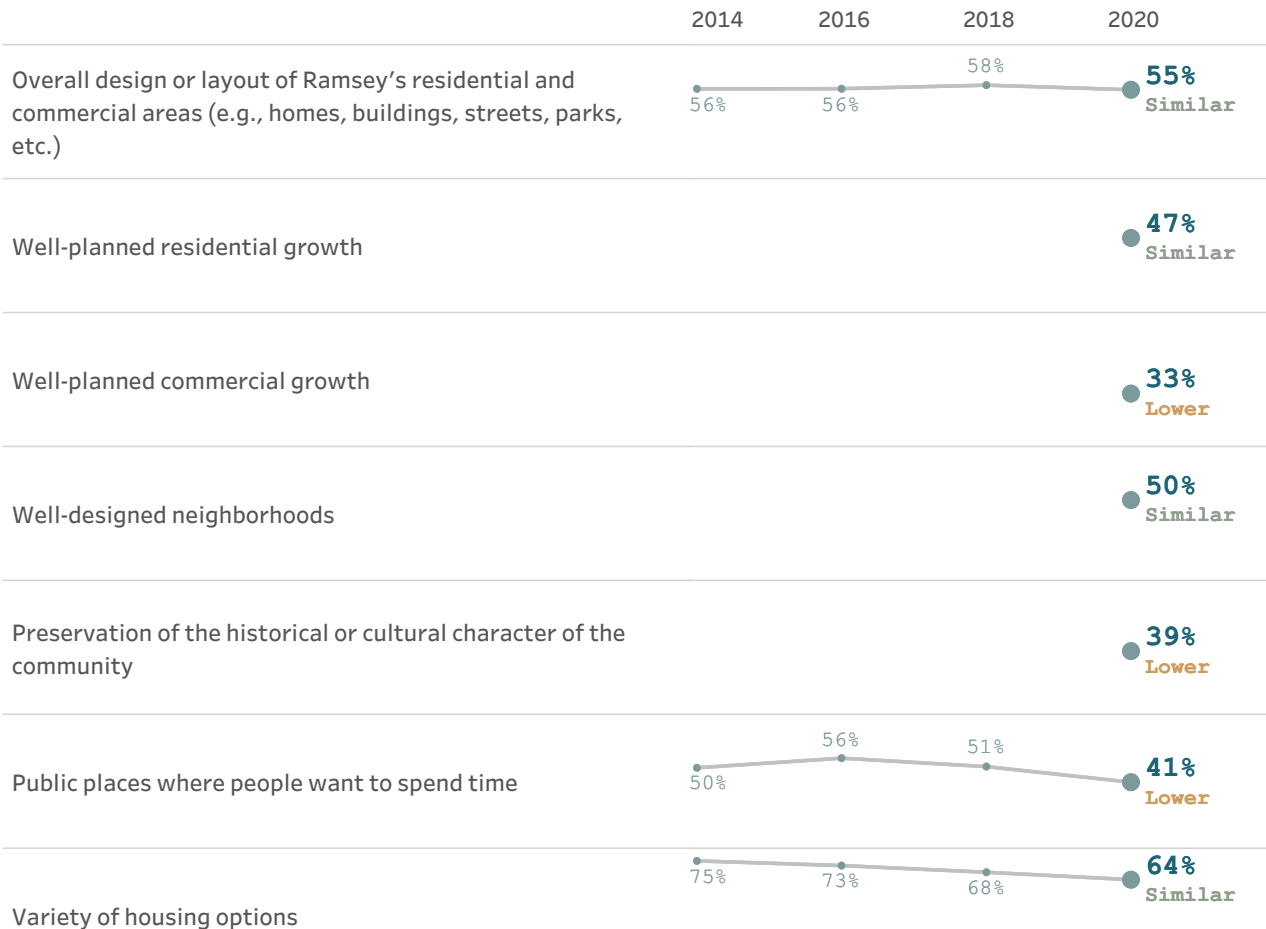 2014 2016 2018 2020
Overall design or layout of Ramsey's residential and
commercial areas (e.g., homes, buildings, streets, parks,
etc.)
56% 56% 58% 55%
Similar
Well-planned residential growth
47%
Similar
Well-planned commercial growth
33%
Lower
Well-designed neighborhoods
50%
Similar
Preservation of the historical or cultural character of the
community
39%
Lower
Public places where people want to spend time
50% 56% 51% 41%
Lower
Variety of housing options
75% 73% 68% 64%
Similar